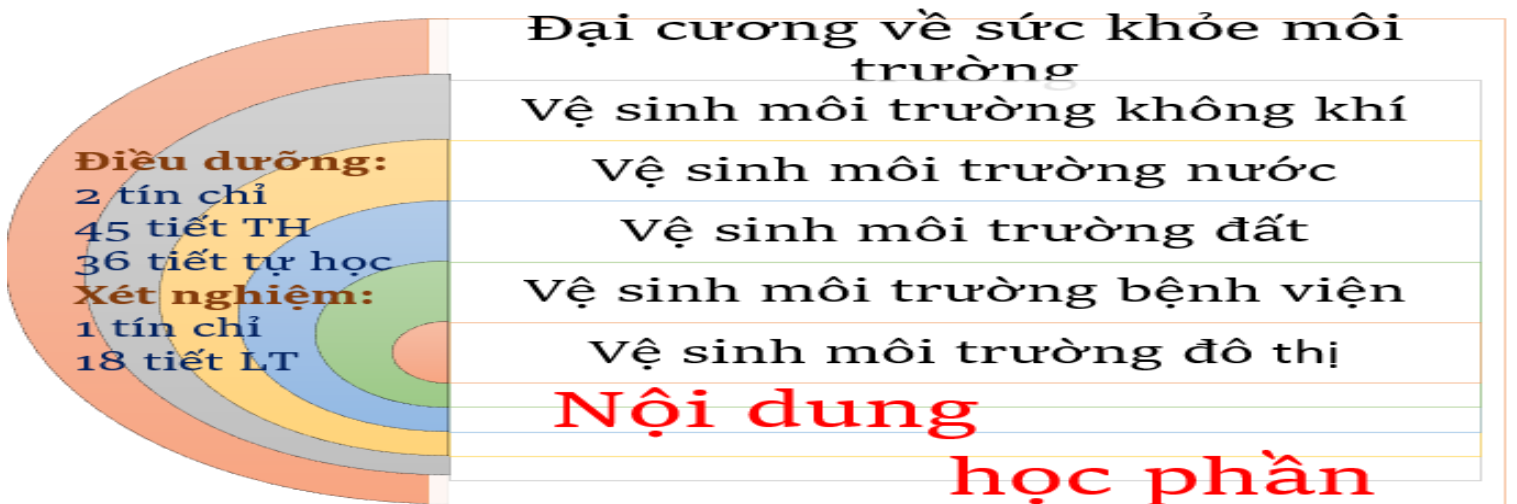 Đại cương về sức khỏe môi
trường
Vệ sinh môi trường không khí
Vệ sinh môi trường nước
Vệ sinh môi trường đất
Vệ sinh môi trường bệnh viện
Vệ sinh môi trường đô thị
Điều dưỡng:
2 tín chỉ
45 tiết TH
36 tiết tự học
Xét nghiệm:
1 tín chỉ
18 tiết LT
Nội dung
học phần